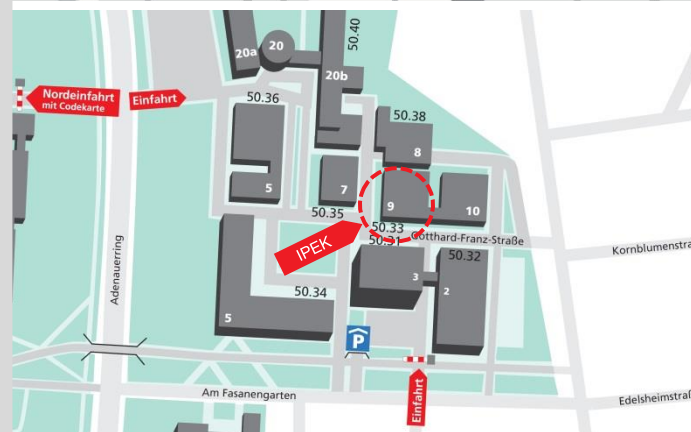 50.40
20a
20
20b
Nordeinfahrt
mit Codekarte
Einfahrt
50.36
50.38
8
5
7
9
10
50.35
50.33
50.31
Gotthard-Franz-Straße
IPEK
50.32
Kornblumenstra
3
2
50.34
Adenauerring
5
P
Am Fasanengarten
Einfahrt
Edelsheimstraß